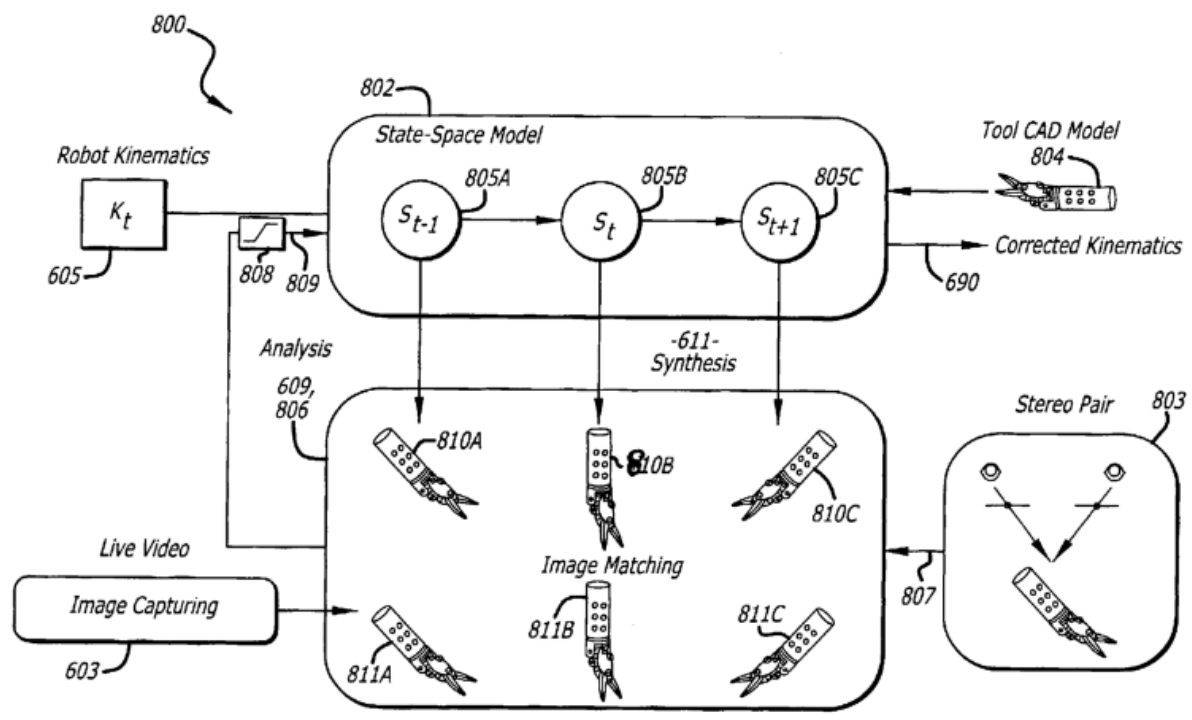 800
802
State-Space Model
Tool CAD Model
804
Robot Kinematics
K_t
805A
805B
805C
S_t-1
S_t
S_t+1
605
808
809
Corrected Kinematics
690
-611-
Synthesis
Analysis
609,
806
Stereo Pair
803
810A
810B
810C
Live Video
Image Matching
Image Capturing
807
811B
811C
603
811A